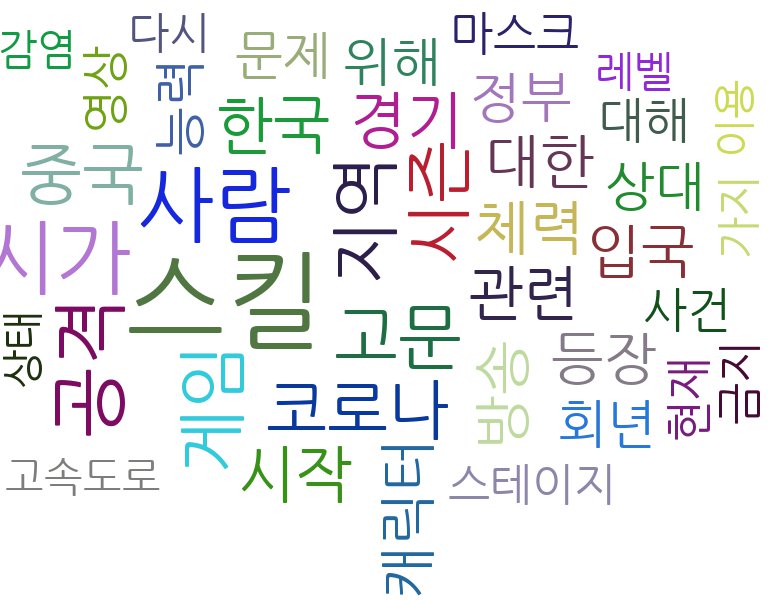 다시
마스크
감염
영상
문제
위해
레벨
능력
한국
경기
정부
대해
가지 이용
중국
사람
지역
시즌
대한
상대
시가
체력
입국
스킬
관련
사건
상태
공격
고문
등장
게임
코로나
방송
회년
현재
금지
고속도로
시작
캐릭터
스테이지